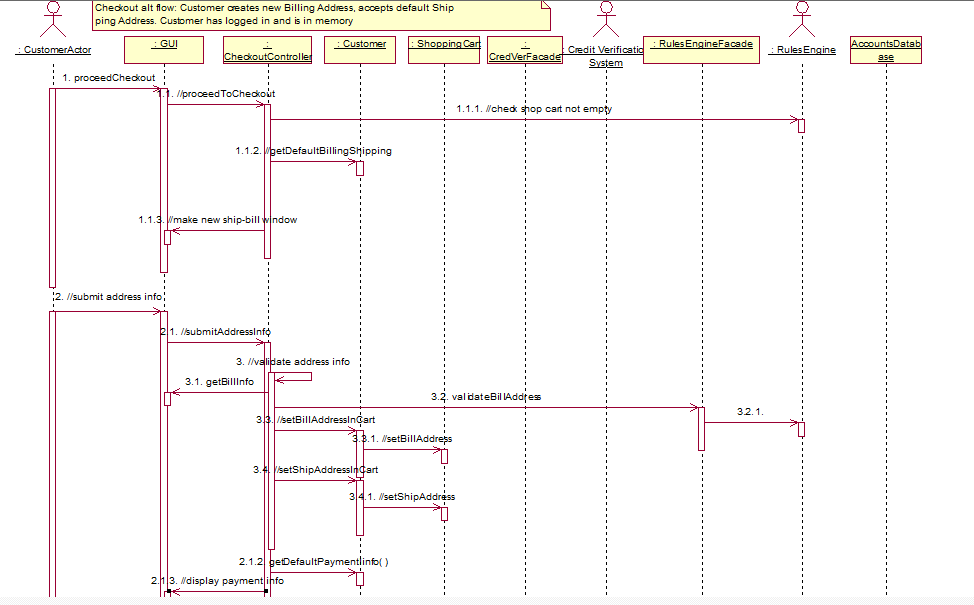 Checkout alt flow: Customer creates new Billing Address, accepts default Ship
ping Address. Customer has logged in and is in memory
: CustomerActor
: GUI
:
CheckoutController
: Customer
: ShoppingCart
:
CredVerFacade
: Credit Verificatio
System
: RulesEngineFacade
: RulesEngine
AccountsDatab
ase
1. proceedCheckout
1.1. //proceedToCheckout
1.1.1. //check shop cart not empty
1.1.2. //getDefaultBillingShipping
1.1.3. //make new ship-bill window
2. //submit address info
2.1. //submitAddressInfo
3. //validate address info
3.1. getBillInfo
3.2. validateBillAddress
3.2.1.
3.3. //setBillAddressInCart
3.3.1. //setBillAddress
3.4. //setShipAddressInCart
3.4.1. //setShipAddress
2.1.2. getDefaultPaymentIinfo( )
2.1.3. //display payment info